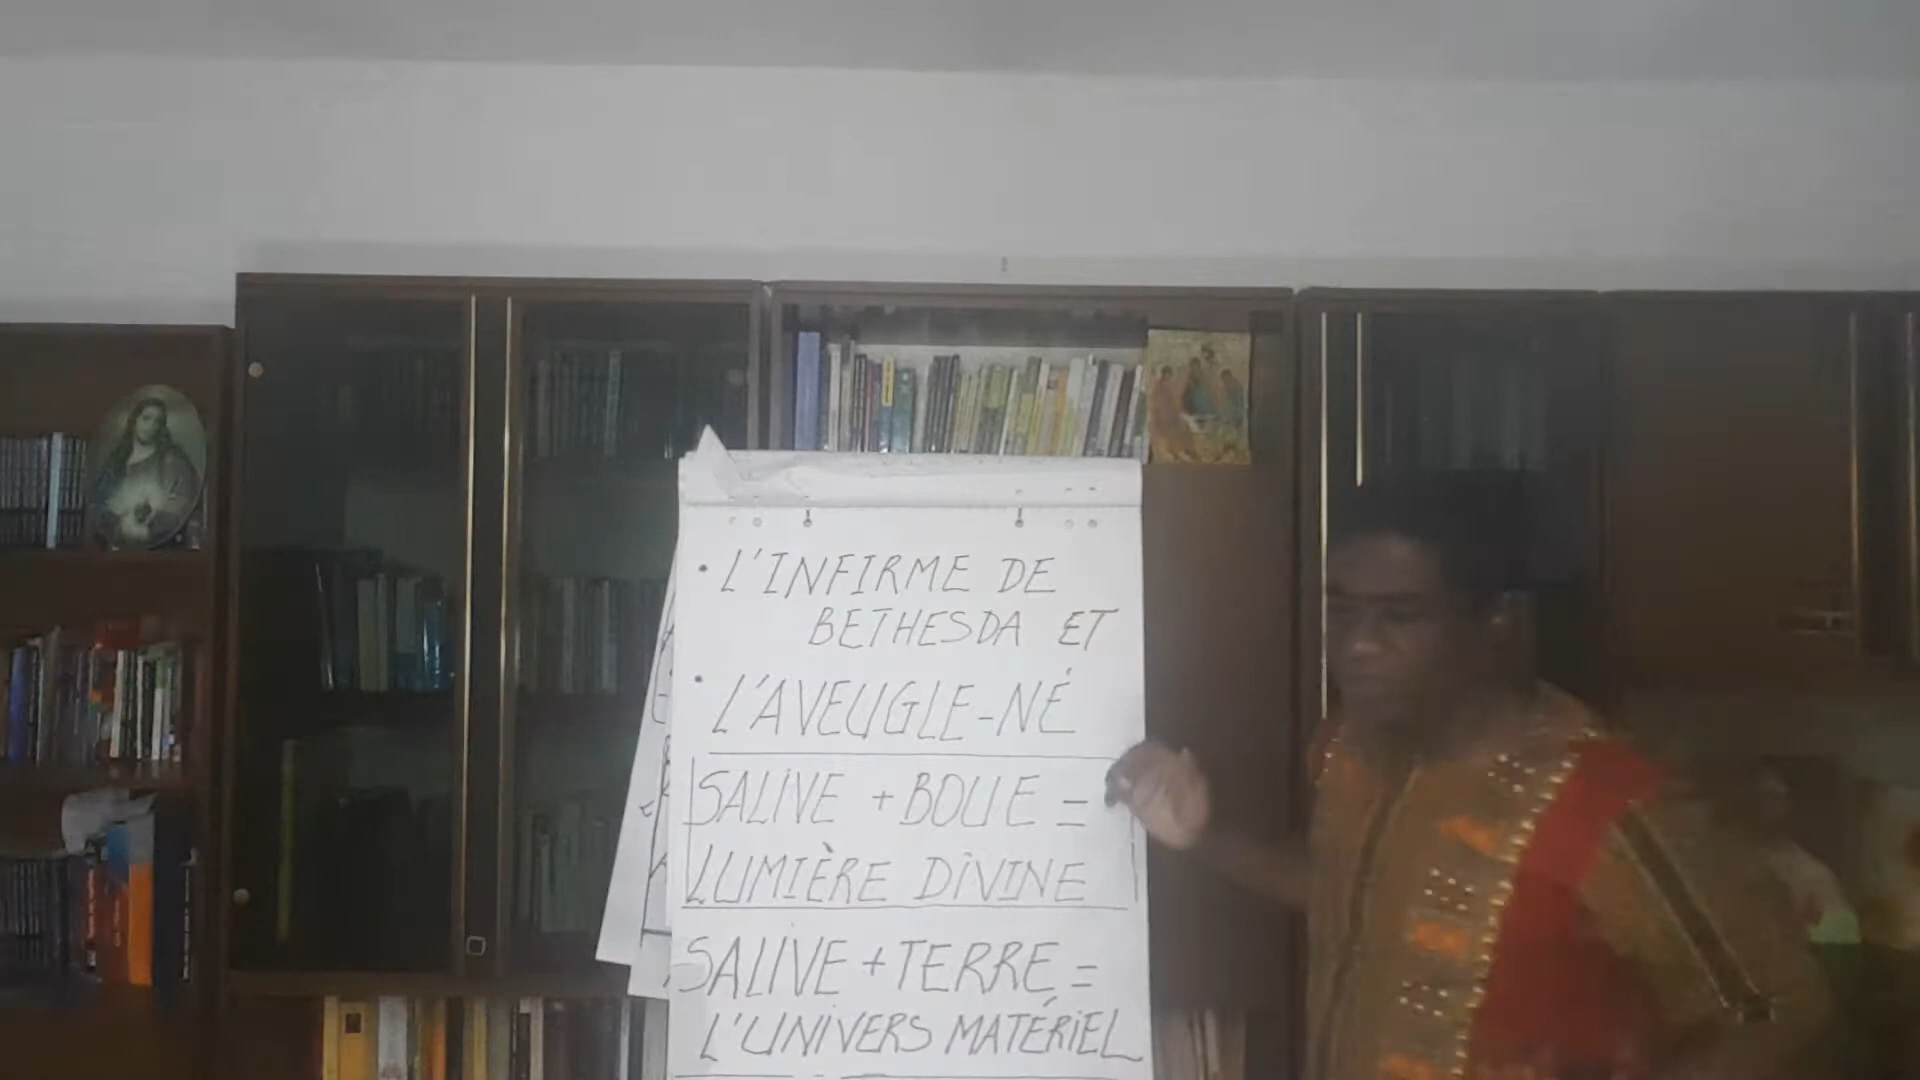 • L'INFIRME DE
BETHESDA ET
• L'AVEUGLE-NÉ
SALIVE + BOUE =
LUMIÈRE DIVINE
SALIVE + TERRE =
L'UNIVERS MATÉRIEL